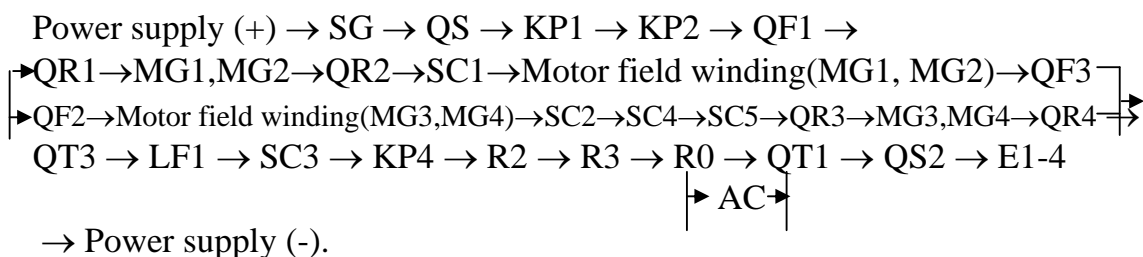 Power supply (+) → SG → QS → KP1 → KP2 → QF1 →
QR1→MG1,MG2→QR2→SC1→Motor field winding(MG1, MG2)→QF3
QF2→Motor field winding(MG3,MG4)→SC2→SC4→SC5→QR3→MG3,MG4→QR4→
QT3 → LF1 → SC3 → KP4 → R2 → R3 → R0 → QT1 → QS2 → E1-4
AC
→ Power supply (-).